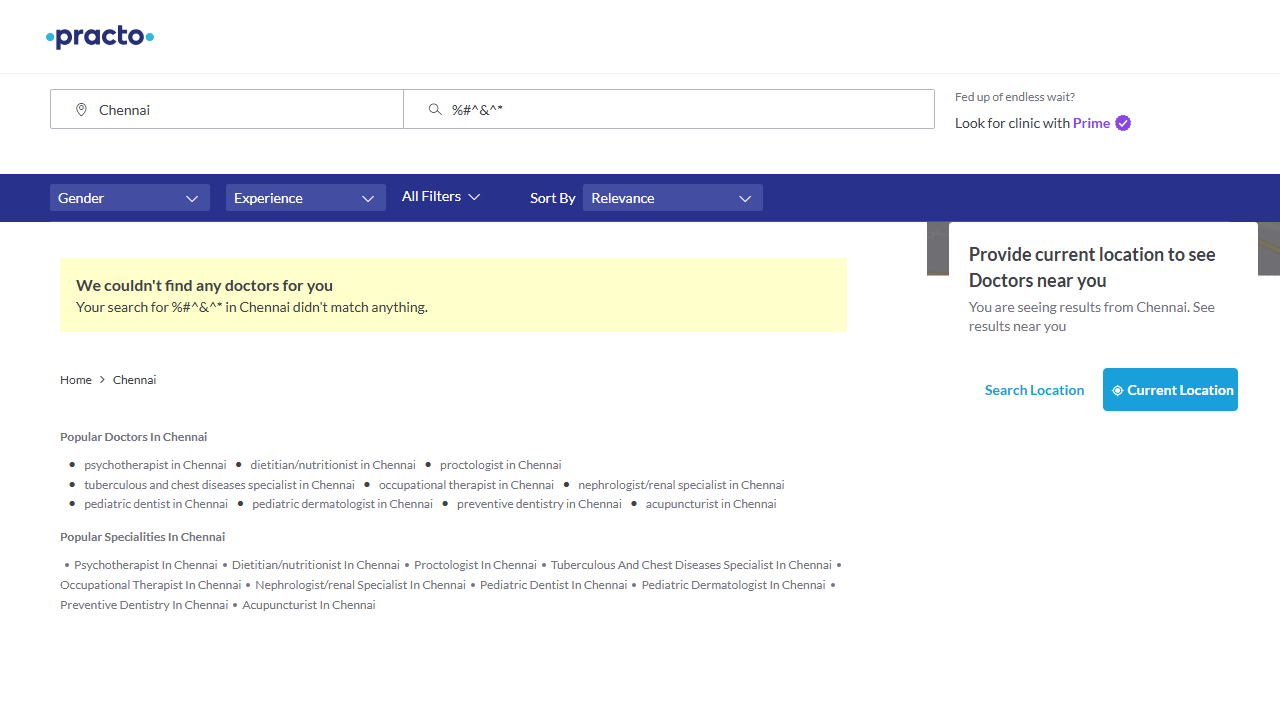 practo
Chennai
%#^&^*
Fed up of endless wait?
Look for clinic with Prime
Gender
Experience
All Filters
Sort By
Relevance
We couldn't find any doctors for you
Your search for %#^&^* in Chennai didn't match anything.
Provide current location to see
Doctors near you
You are seeing results from Chennai. See
results near you
Search Location
Current Location
Home > Chennai
Popular Doctors In Chennai
• psychotherapist in Chennai • dietitian/nutritionist in Chennai • proctologist in Chennai
• tuberculous and chest diseases specialist in Chennai • occupational therapist in Chennai • nephrologist/renal specialist in Chennai
• pediatric dentist in Chennai • pediatric dermatologist in Chennai • preventive dentistry in Chennai • acupuncturist in Chennai
Popular Specialities In Chennai
• Psychotherapist In Chennai • Dietitian/nutritionist In Chennai • Proctologist In Chennai • Tuberculous And Chest Diseases Specialist In Chennai •
Occupational Therapist In Chennai • Nephrologist/renal Specialist In Chennai • Pediatric Dentist In Chennai • Pediatric Dermatologist In Chennai •
Preventive Dentistry In Chennai • Acupuncturist In Chennai